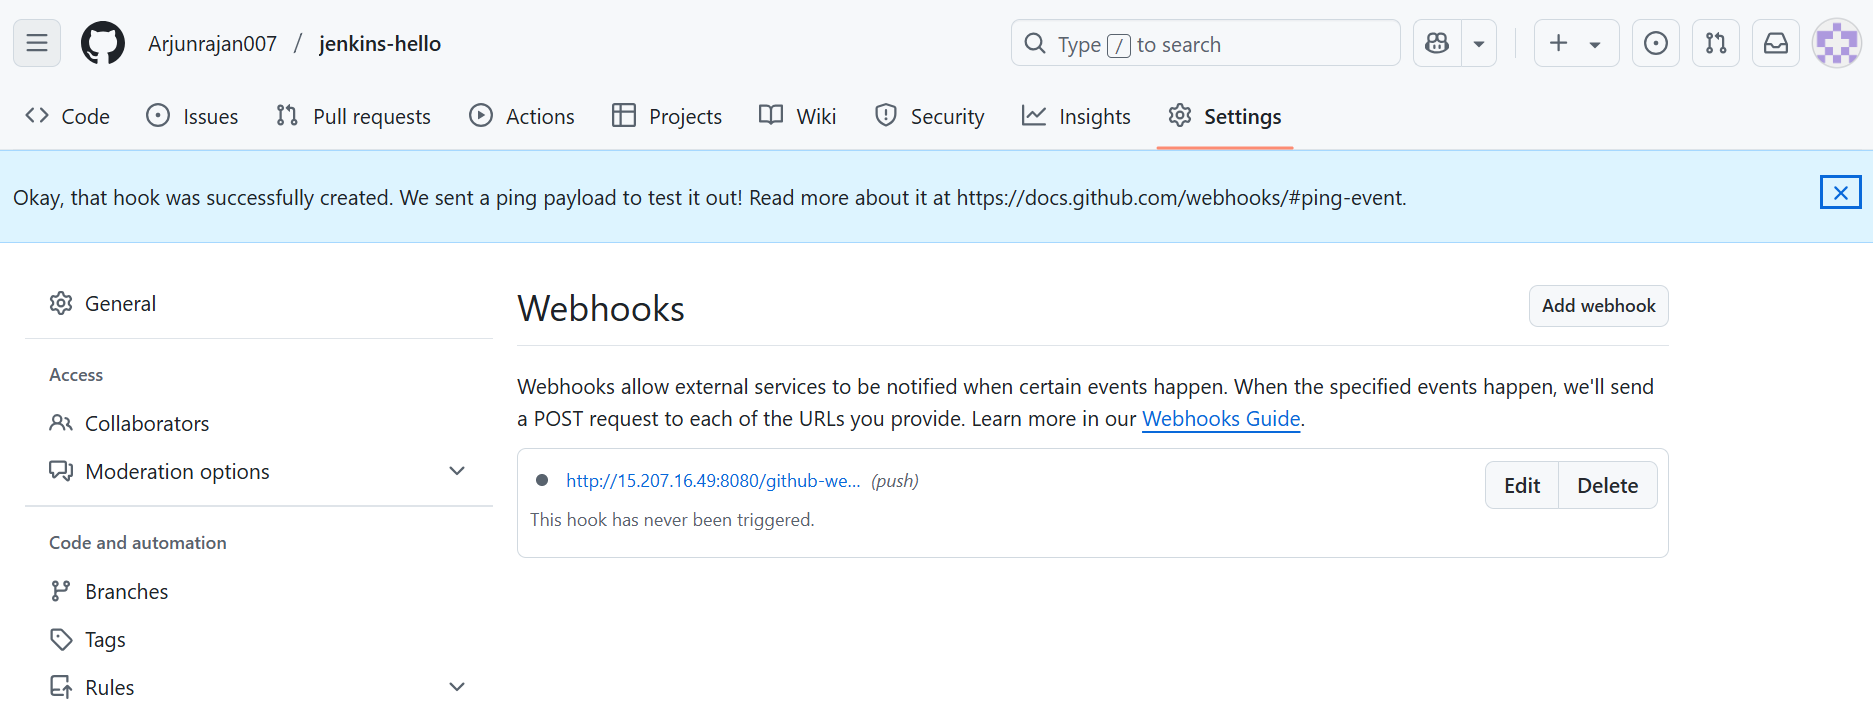 Arjunrajan007 / jenkins-hello
Type / to search
Code
Issues
Pull requests
Actions
Projects
Wiki
Security
Insights
Settings
Okay, that hook was successfully created. We sent a ping payload to test it out! Read more about it at https://docs.github.com/webhooks/#ping-event.
General
Access
Collaborators
Moderation options
Code and automation
Branches
Tags
Rules
Webhooks
Add webhook
Webhooks allow external services to be notified when certain events happen. When the specified events happen, we'll send
a POST request to each of the URLs you provide. Learn more in our Webhooks Guide.
http://15.207.16.49:8080/github-we... (push)
Edit
Delete
This hook has never been triggered.